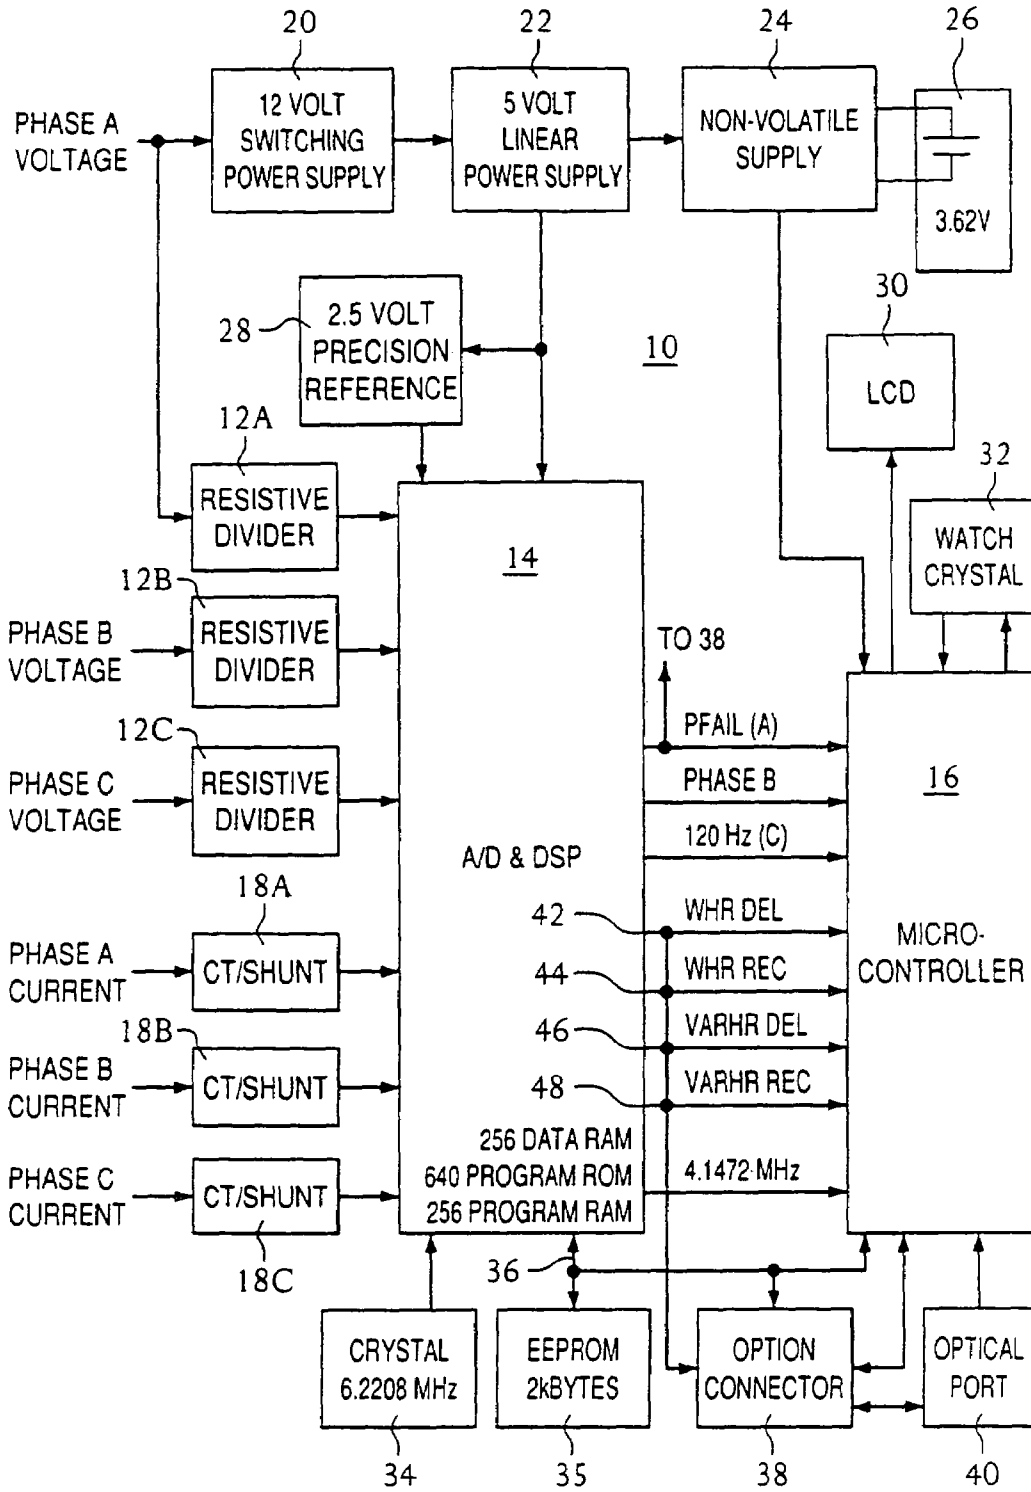 20
22
24
26
PHASE A
VOLTAGE
12 VOLT
SWITCHING
POWER SUPPLY
5 VOLT
LINEAR
POWER SUPPLY
NON-VOLATILE
SUPPLY
3.62V
28
2.5 VOLT
PRECISION
REFERENCE
10
30
LCD
12A
RESISTIVE
DIVIDER
14
32
WATCH
CRYSTAL
12B
PHASE B
VOLTAGE
RESISTIVE
DIVIDER
TO 38
12C
PHASE C
VOLTAGE
RESISTIVE
DIVIDER
PFAIL (A)
PHASE B
120 Hz (C)
16
A/D & DSP
18A
PHASE A
CURRENT
CT/SHUNT
42
WHR DEL
44
WHR REC
MICRO-
CONTROLLER
18B
PHASE B
CURRENT
CT/SHUNT
46
VARHR DEL
48
VARHR REC
PHASE C
CURRENT
CT/SHUNT
18C
256 DATA RAM
640 PROGRAM ROM
256 PROGRAM RAM
4.1472 MHz
36
CRYSTAL
6.2208 MHz
EEPROM
2kBYTES
OPTION
CONNECTOR
OPTICAL
PORT
34
35
38
40